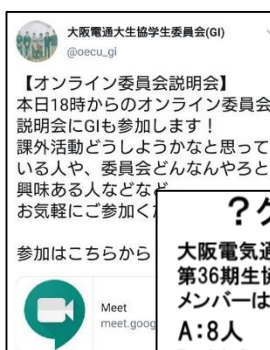 大阪電通大生協学生委員会(GI)
@oecu_gi
【オンライン委員会説明会】
本日18時からのオンライン委員会
説明会にGIも参加します!
課外活動どうしようかなと思って
いる人や、委員会どんなんやろと
興味ある人などなど
お気軽にご参加く
参加はこちらから
Meet
meet.goog
?ク
大阪電気通
第36期生協
メンバーは
A:8人